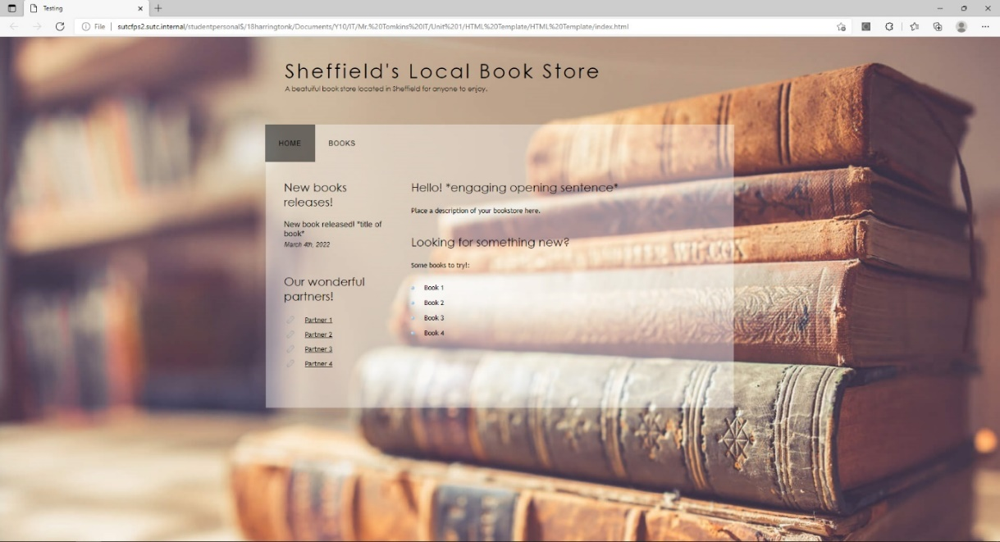 Testing
File
sutcfps2.sutc.internal/studentpersonal$/18harringtonk/Documents/Y10/IT/Mr.%20Tomkins%20IT/Unit%201/HTML%20Template/HTML%20Template/index.html
Sheffield's Local Book Store
A beatuiful book store located in Sheffield for anyone to enjoy.
HOME
BOOKS
New books
releases!
New book released! *title of
book*
March 4th, 2022
Our wonderful
partners!
Partner 1
Partner 2
Partner 3
Partner 4
Hello! *engaging opening sentence*
Place a description of your bookstore here.
Looking for something new?
Some books to try!:
Book 1
Book 2
Book 3
Book 4